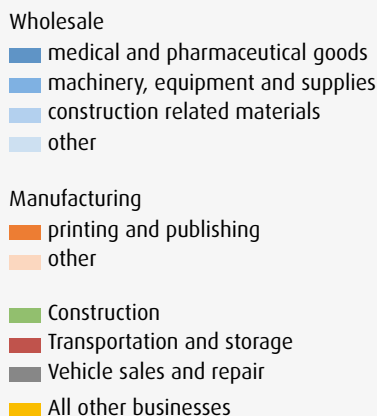 Wholesale
medical and pharmaceutical goods
machinery, equipment and supplies
construction related materials
other
Manufacturing
printing and publishing
other
Construction
Transportation and storage
Vehicle sales and repair
All other businesses